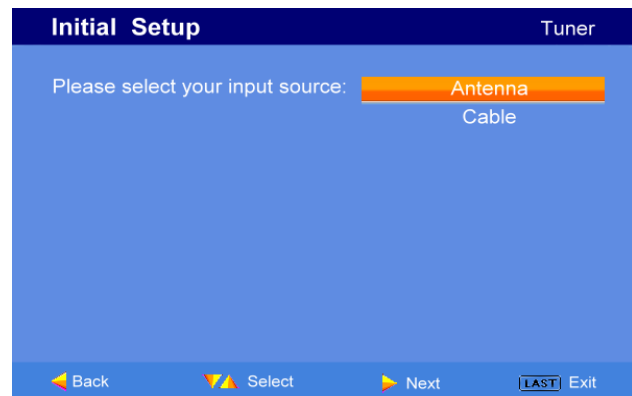 Initial Setup Tuner
Please select your input source: Antenna
Cable
Back Select Next LAST Exit